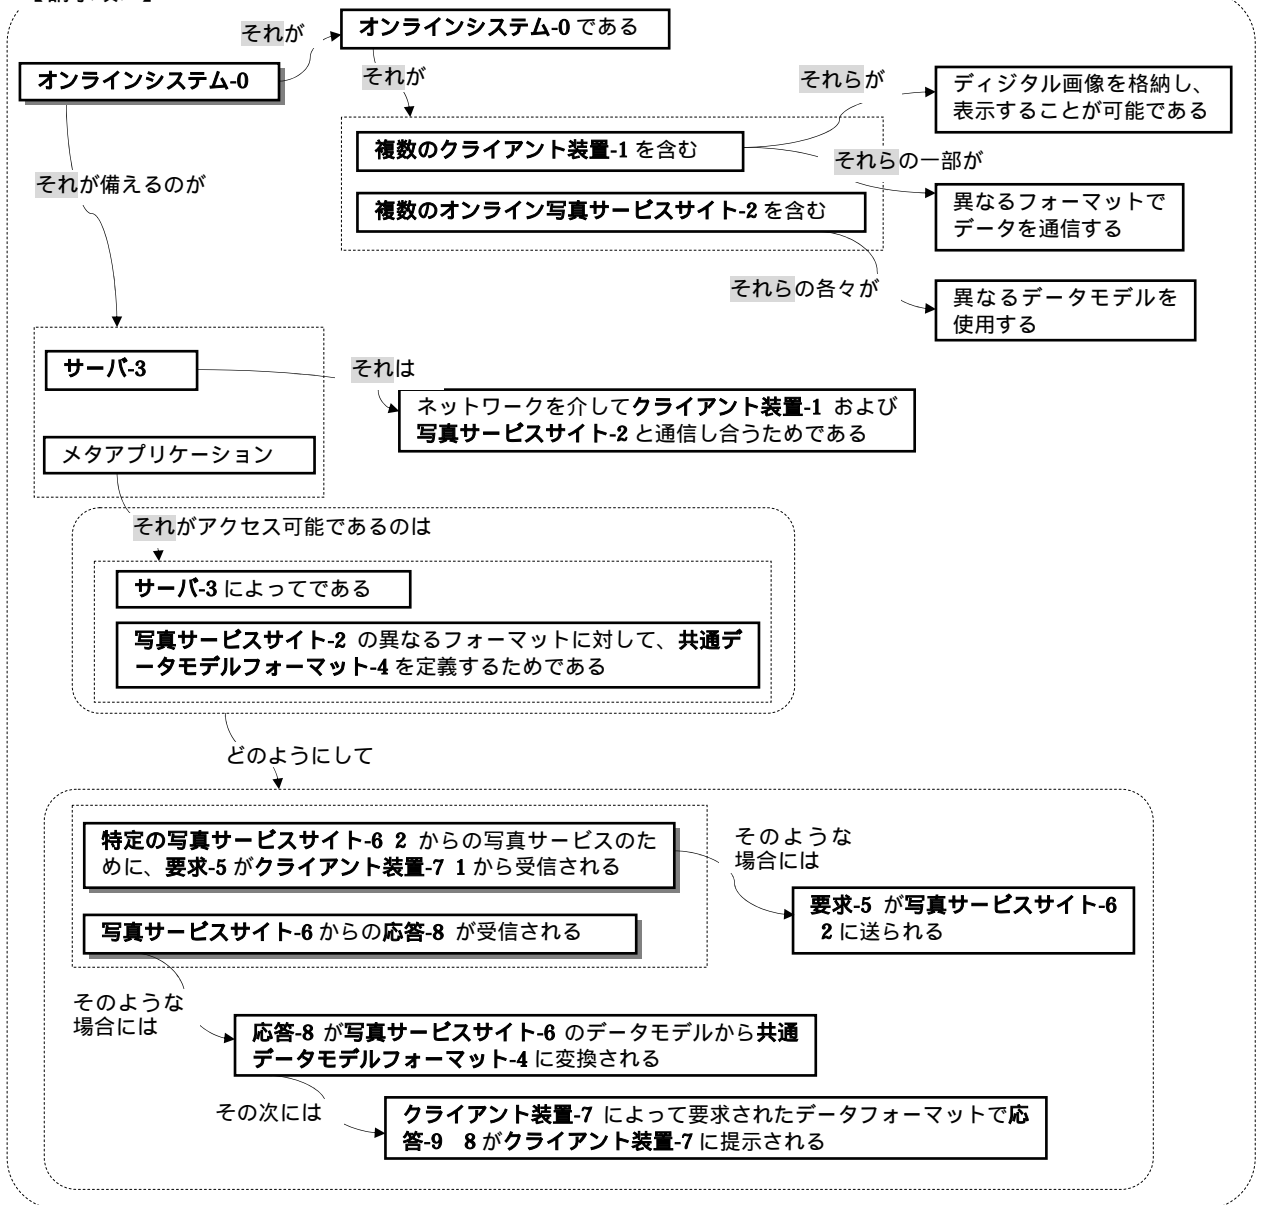 それが
オンラインシステム-0 である
オンラインシステム-0
それが
それらが
ディジタル画像を格納し、
表示することが可能である
複数のクライアント装置-1 を含む
それらの一部が
それが備えるのが
複数のオンライン写真サービスサイト-2 を含む
異なるフォーマットで
データを通信する
それらの各々が
異なるデータモデルを
使用する
サーバ-3
それは
ネットワークを介してクライアント装置-1 および
写真サービスサイト-2 と通信し合うためである
メタアプリケーション
それがアクセス可能であるのは
サーバ-3 によってである
写真サービスサイト-2 の異なるフォーマットに対して、共通デ
ータモデルフォーマット-4 を定義するためである
どのようにして
特定の写真サービスサイト-6 2 からの写真サービスのた
めに、要求-5 がクライアント装置-7 1 から受信される
そのような
場合には
要求-5 が写真サービスサイト-6
2 に送られる
写真サービスサイト-6 からの応答-8 が受信される
そのような
場合には
応答-8 が写真サービスサイト-6 のデータモデルから共通
データモデルフォーマット-4 に変換される
その次には
クライアント装置-7 によって要求されたデータフォーマットで応
答-9 8 がクライアント装置-7 に提示される